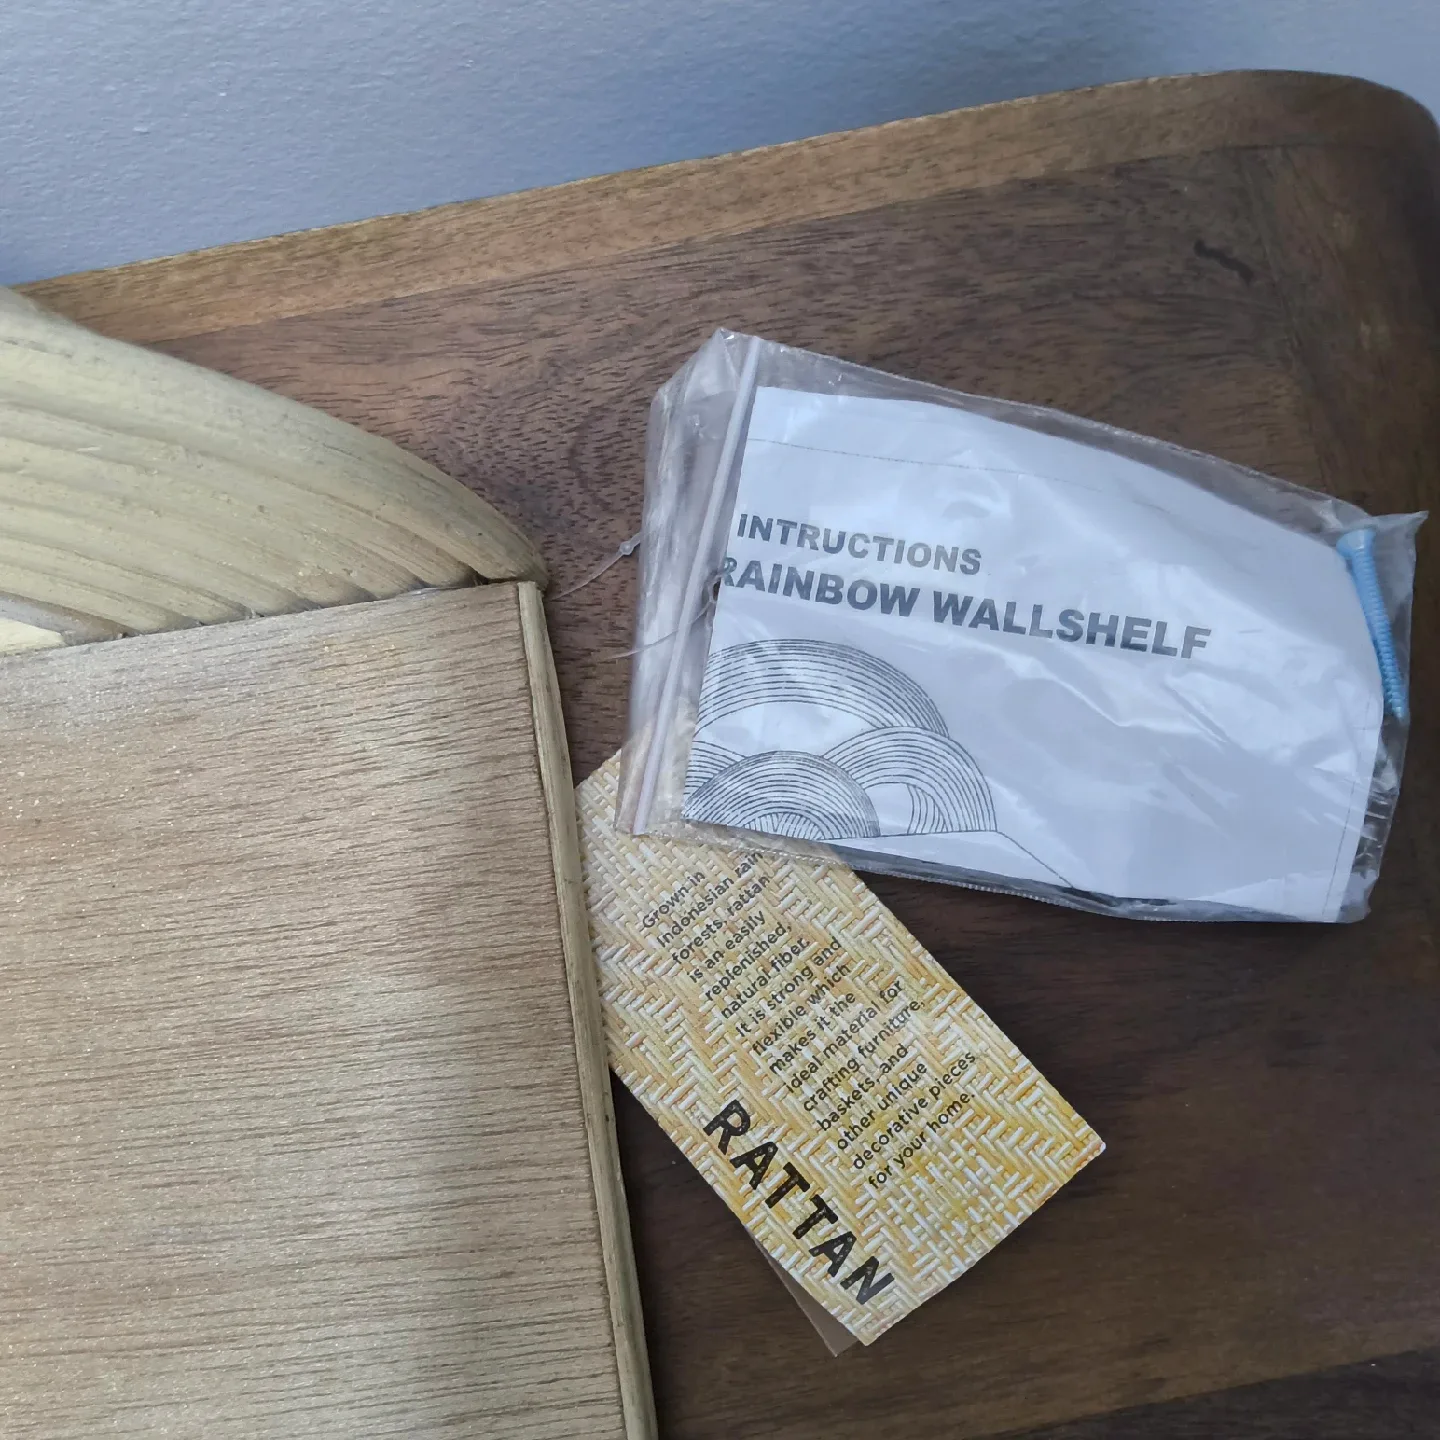 INTRUCTIONS
RAINBOW WALLSHELF
Grown in
Indonesian rain
forests, rattan
is an easily
replenished
natural fiber.
It is strong and
flexible which
makes it the
ideal material for
crafting furniture,
baskets, and
other unique
decorative pieces
for your home.
RATTAN